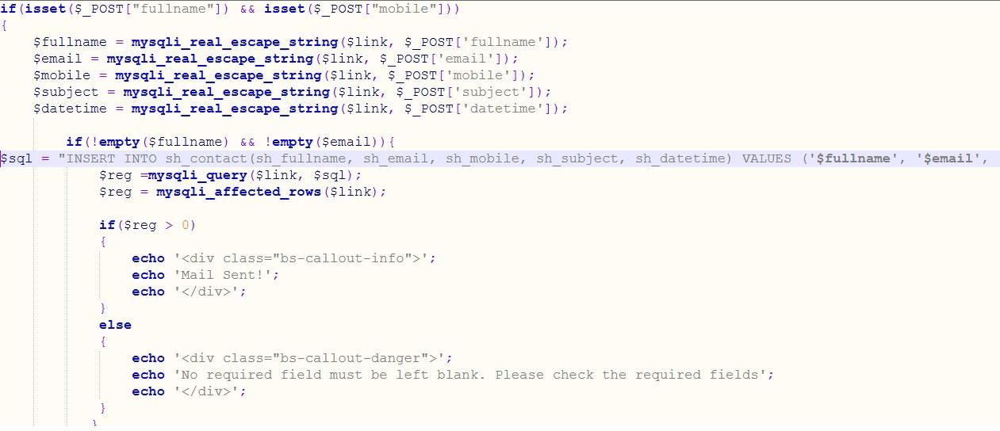 if(isset($_POST["fullname"]) && isset($_POST["mobile"]))
{
$fullname = mysqli_real_escape_string($link, $_POST['fullname']);
$email = mysqli_real_escape_string($link, $_POST['email']);
$mobile = mysqli_real_escape_string($link, $_POST['mobile']);
$subject = mysqli_real_escape_string($link, $_POST['subject']);
$datetime = mysqli_real_escape_string($link, $_POST['datetime']);
if(!empty($fullname) && !empty($email)){
$sql = "INSERT INTO sh_contact(sh_fullname, sh_email, sh_mobile, sh_subject, sh_datetime) VALUES ('$fullname', '$email',
$reg =mysqli_query($link, $sql);
$reg = mysqli_affected_rows($link);
if($reg > 0)
{
echo '<div class="bs-callout-info">';
echo 'Mail Sent!';
echo '</div>';
}
else
{
echo '<div class="bs-callout-danger">';
echo 'No required field must be left blank. Please check the required fields';
echo '</div>';
}
}